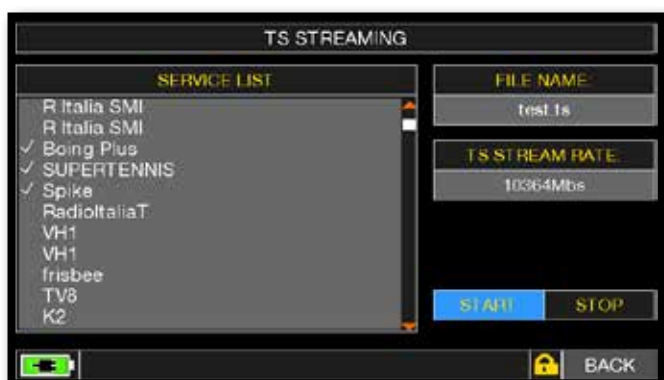 TS STREAMING
SERVICE LIST
R Italia SMI
R Italia SMI
✓ Boing Plus
✓ SUPERTENNIS
✓ Spike
RadioItaliaT
VH1
VH1
frisbee
TV8
K2
FILE NAME:
test.ts
TS STREAM RATE:
10364Mbs
START STOP
BACK